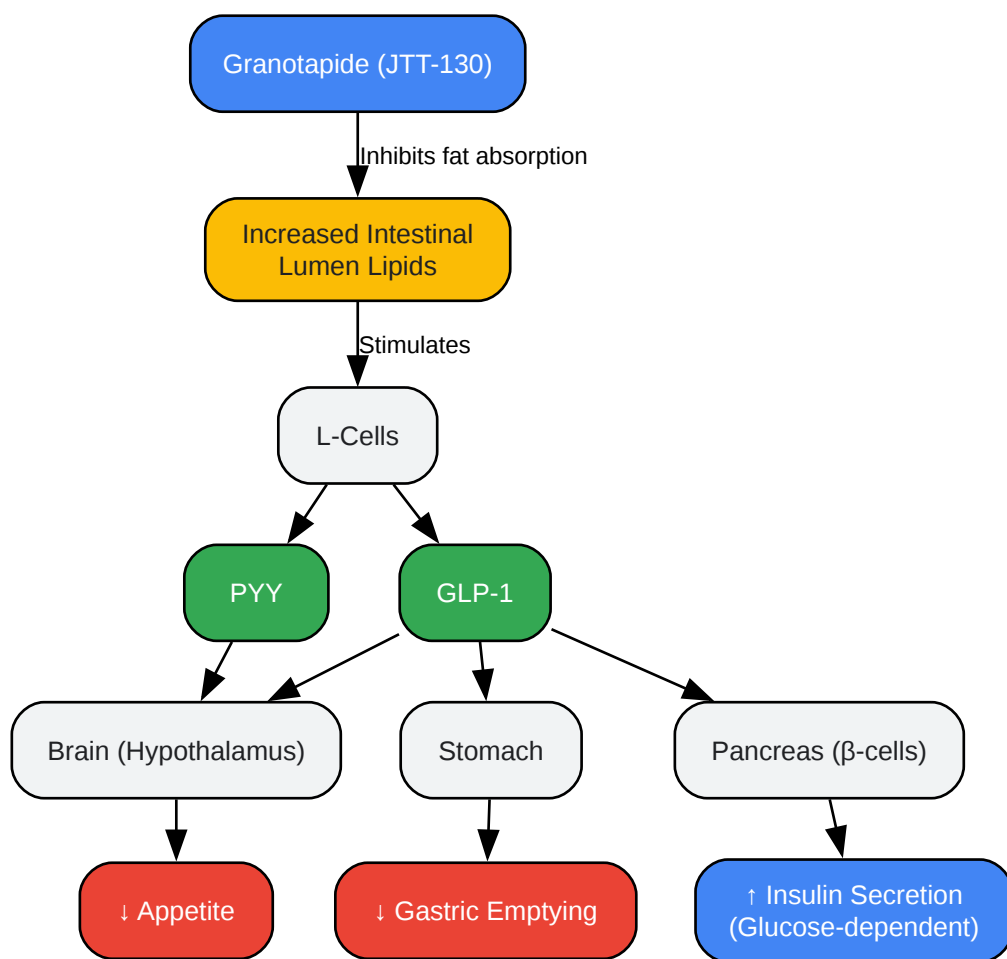 Granotapide (JTT-130)
Inhibits fat absorption
Increased Intestinal
Lumen Lipids
Stimulates
L-Cells
PYY
GLP-1
Brain (Hypothalamus)
Stomach
Pancreas (β-cells)
↓ Appetite
↓ Gastric Emptying
↑ Insulin Secretion
(Glucose-dependent)